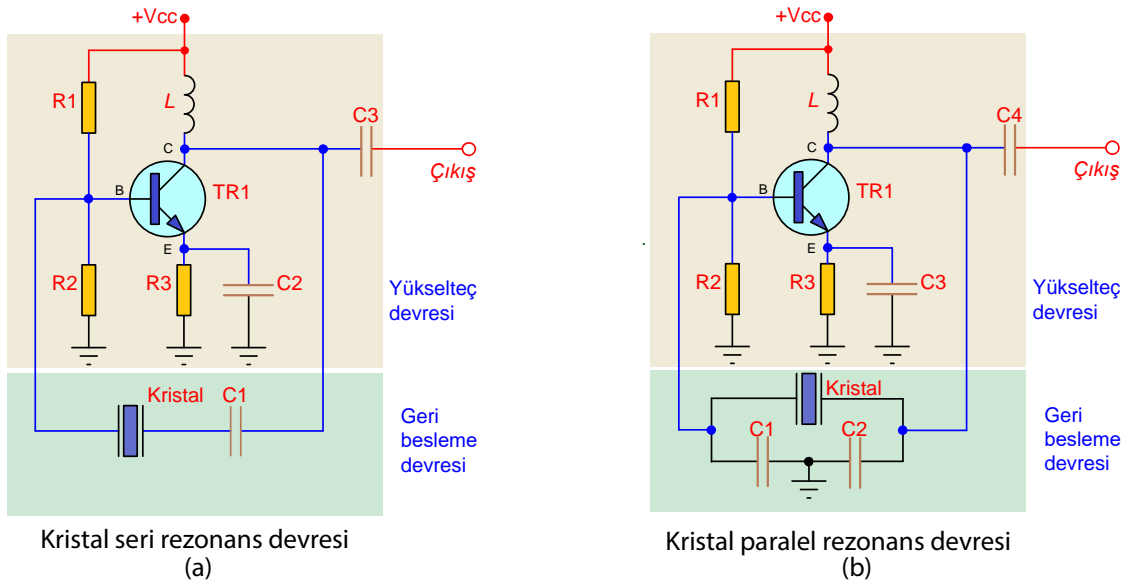 +Vcc
R1
L
C3
C
Çıkış
B
TR1
E
R2
R3
C2
Yükselteç
devresi
Kristal
C1
Geri
besleme
devresi
Kristal seri rezonans devresi
(a)
+Vcc
R1
L
C4
C
Çıkış
B
TR1
E
R2
R3
C3
Yükselteç
devresi
Kristal
C1
C2
Geri
besleme
devresi
Kristal paralel rezonans devresi
(b)